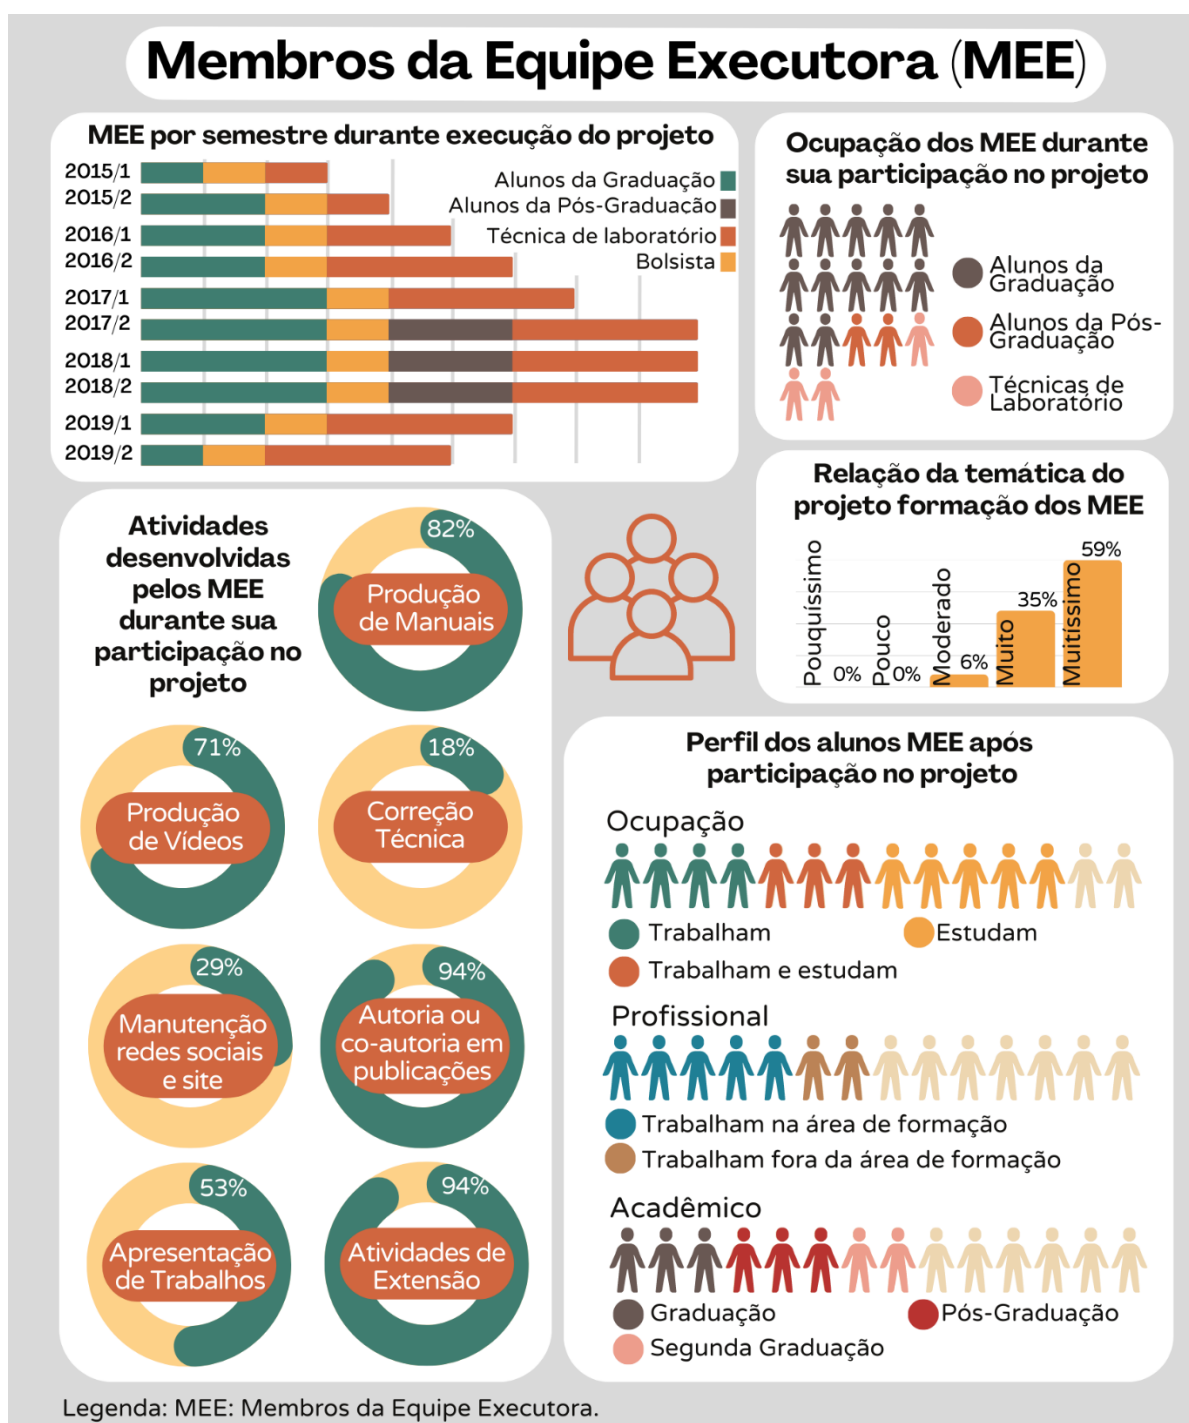 Membros da Equipe Executora (MEE)
MEE por semestre durante execução do projeto
2015/1
2015/2
2016/1
2016/2
2017/1
2017/2
2018/1
2018/2
2019/1
2019/2
Alunos da Graduação
Alunos da Pós-Graduação
Técnica de laboratório
Bolsista
Ocupação dos MEE durante
sua participação no projeto
Alunos da
Graduação
Alunos da Pós-
Graduação
Técnicas de
Laboratório
Relação da temática do
projeto formação dos MEE
Pouquíssimo
0%
Pouco
0%
Moderado
6%
Muito
35%
Muitíssimo
59%
Atividades
desenvolvidas
pelos MEE
durante sua
participação no
projeto
82%
Produção
de Manuais
71%
Produção
de Vídeos
18%
Correção
Técnica
29%
Manutenção
redes sociais
e site
94%
Autoria ou
co-autoria em
publicações
53%
Apresentação
de Trabalhos
94%
Atividades de
Extensão
Perfil dos alunos MEE após
participação no projeto
Ocupação
Trabalham
Estudam
Trabalham e estudam
Profissional
Trabalham na área de formação
Trabalham fora da área de formação
Acadêmico
Graduação
Pós-Graduação
Segunda Graduação
Legenda: MEE: Membros da Equipe Executora.